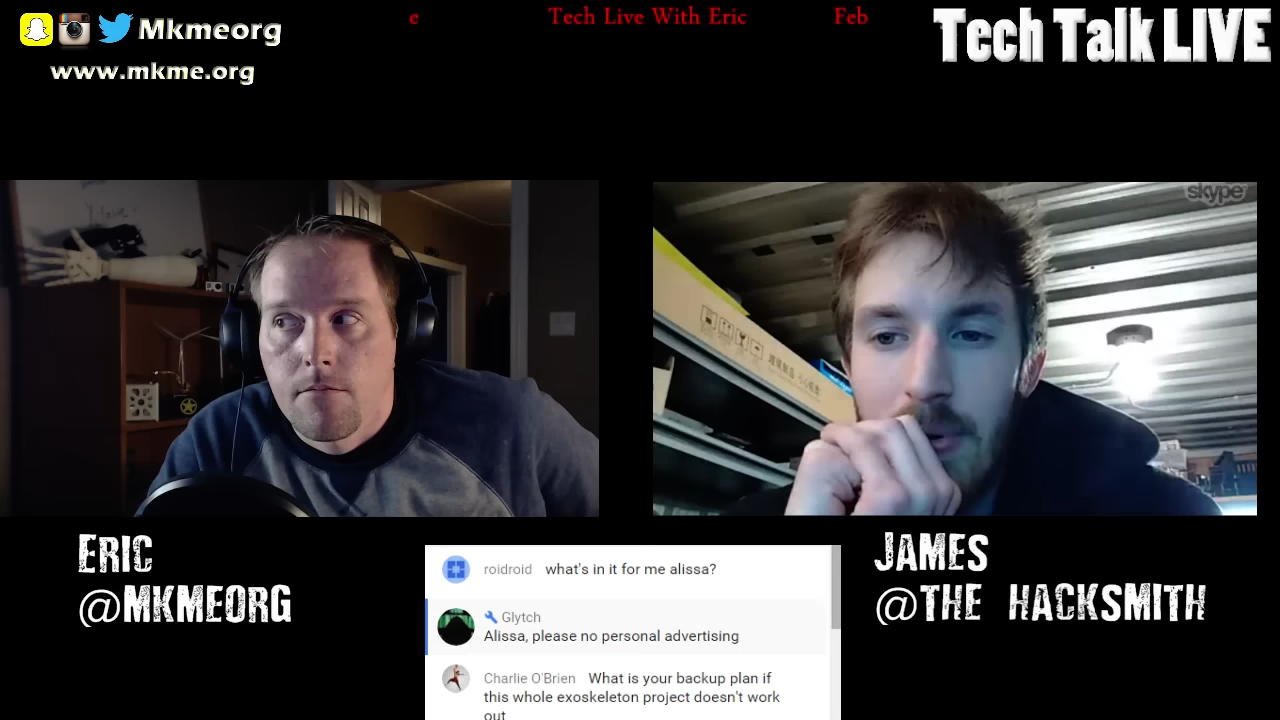 e Tech Live With Eric Feb
Mkmeorg
www.mkme.org
Tech Talk LIVE
skype
ERIC
@MKMEORG
JAMES
@THE HACKSMITH
roidroid what's in it for me alissa?
Glytch
Alissa, please no personal advertising
Charlie O'Brien What is your backup plan if
this whole exoskeleton project doesn't work
out